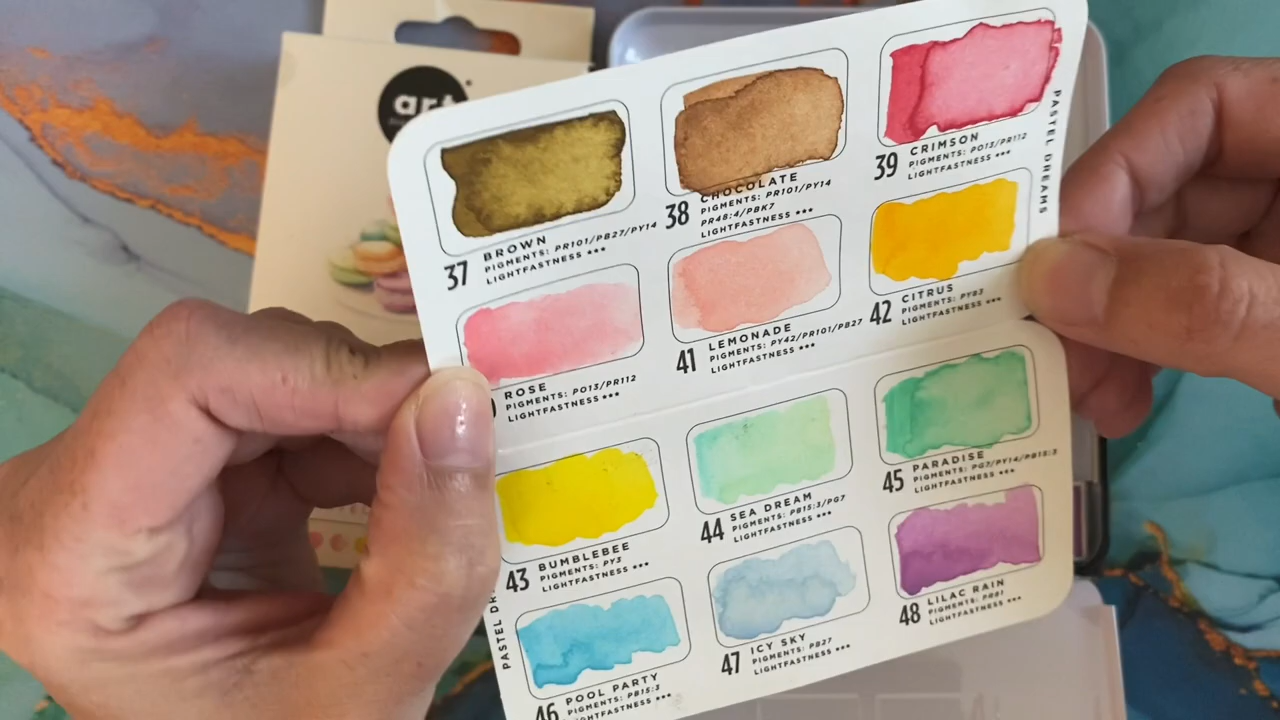 art
37 BROWN
PIGMENTS: PR101/PB27/PY14
LIGHTFASTNESS ***
38 CHOCOLATE
PIGMENTS: PR101/PY14
PR48:4/PBK7
LIGHTFASTNESS ***
39 CRIMSON
PIGMENTS: PO13/PR112
LIGHTFASTNESS ***
PASTEL DREAMS
ROSE
PIGMENTS: PO13/PR112
LIGHTFASTNESS ***
41 LEMONADE
PIGMENTS: PY42/PR101/PB27
LIGHTFASTNESS ***
42 CITRUS
PIGMENTS: PY83
LIGHTFASTNESS ***
43 BUMBLEBEE
PIGMENTS: PY3
LIGHTFASTNESS ***
44 SEA DREAM
PIGMENTS: PB15:3/PG7
LIGHTFASTNESS ***
45 PARADISE
PIGMENTS: PG7/PY14/PB15:3
LIGHTFASTNESS ***
PASTEL DR
46 POOL PARTY
PIGMENTS: PB15:3
LIGHTFASTNESS ***
47 ICY SKY
PIGMENTS: PB27
LIGHTFASTNESS ***
48 LILAC RAIN
PIGMENTS: PR81
LIGHTFASTNESS ***